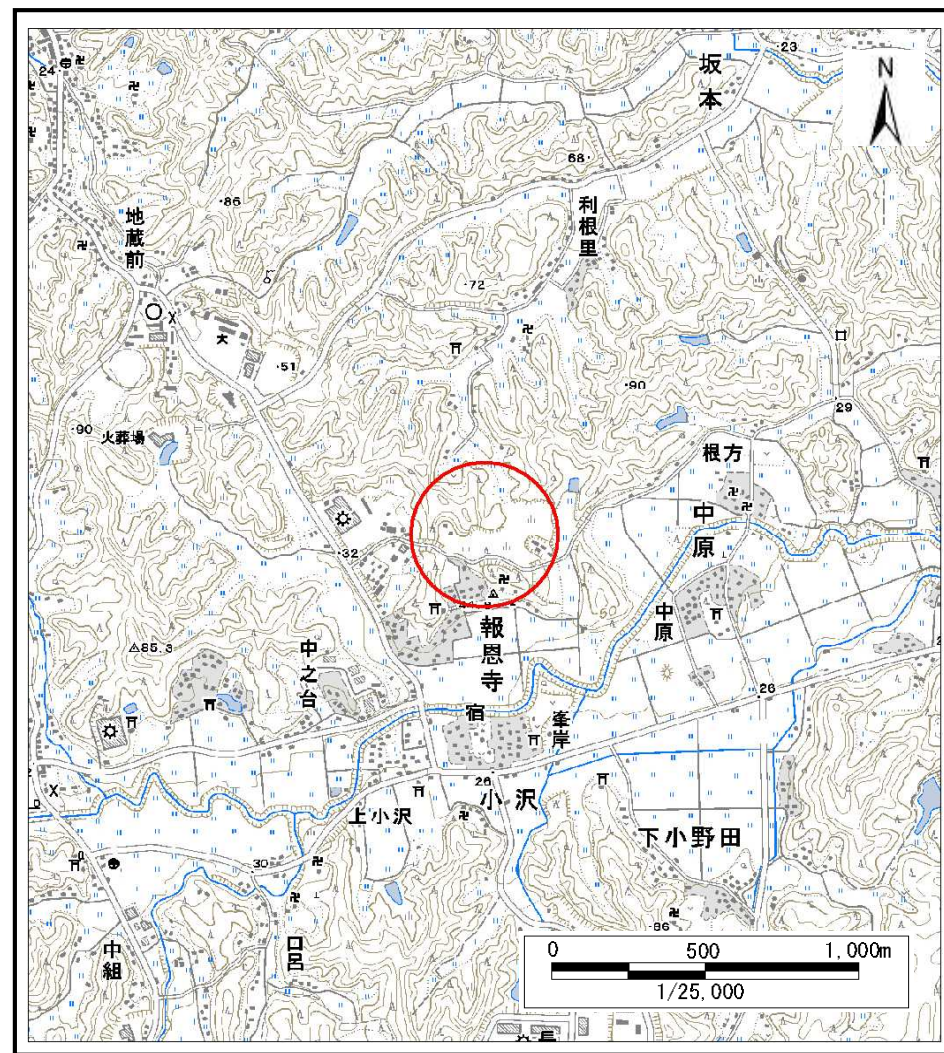 23
24
坂本
N
68
86
利根里
地蔵前
72
51
90
90
火葬場
29
根方
中原
32
中原
報恩寺
85.3
中之台
26
宿
峯岸
26
小沢
上小沢
下小野田
30
86
中組
口呂
0 500 1,000m
1/25,000
長